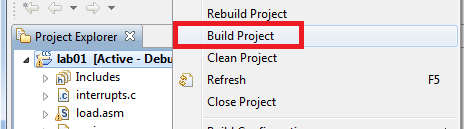 Rebuild Project
Build Project
Project Explorer
Clean Project
lab01 [Active - Debu
Refresh F5
Includes
interrupts.c
Close Project
load.asm